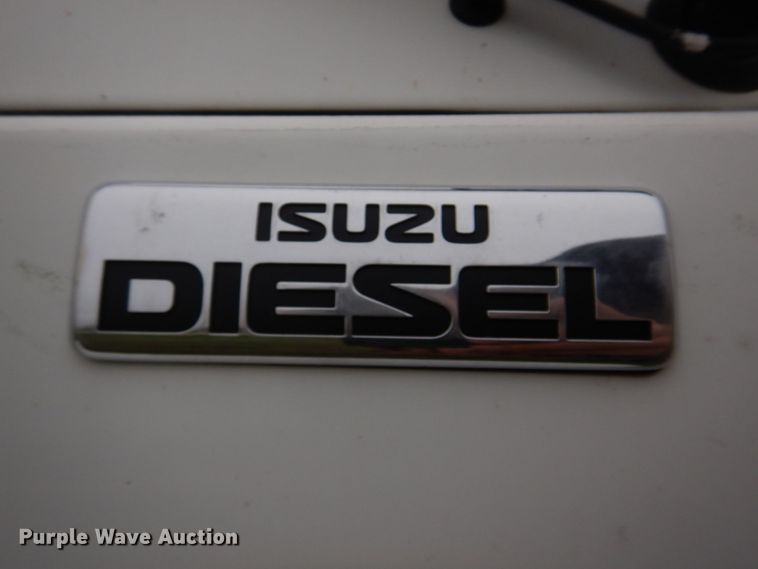 ISUZU
DIESEL
Purple Wave Auction